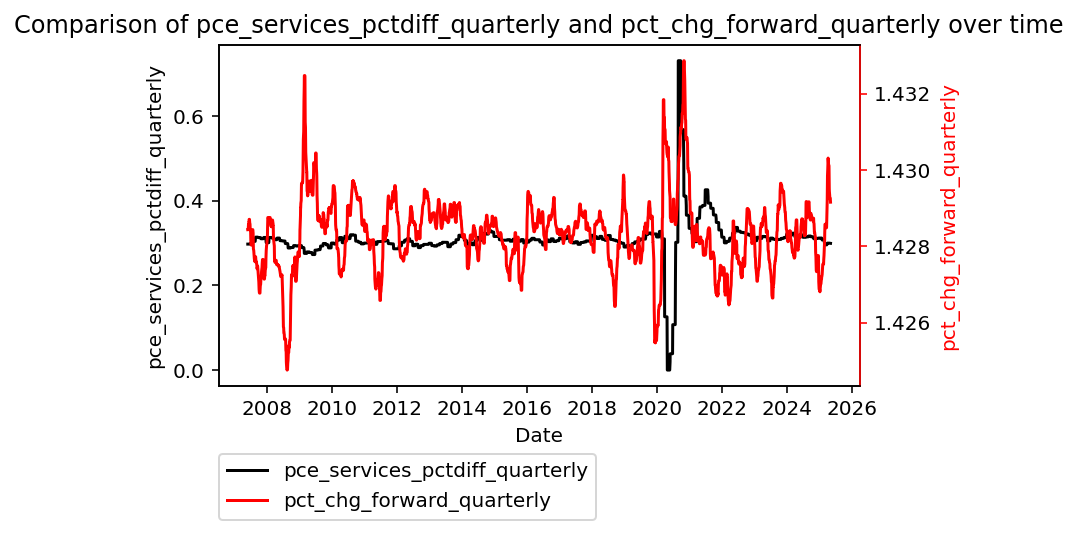 Comparison of pce_services_pctdiff_quarterly and pct_chg_forward_quarterly over time
pce_services_pctdiff_quarterly
0.6
0.4
0.2
0.0
1.432
1.430
1.428
1.426
pct_chg_forward_quarterly
2008 2010 2012 2014 2016 2018 2020 2022 2024 2026
Date
pce_services_pctdiff_quarterly
pct_chg_forward_quarterly